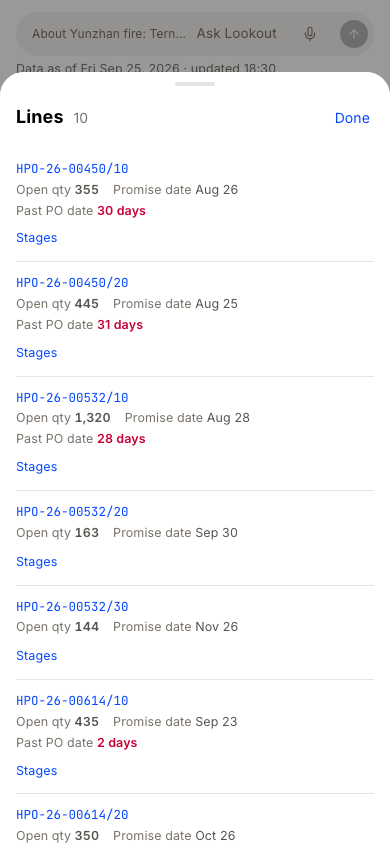 About Yunzhan fire: Tern... Ask Lookout
Data as of Fri Sep 25, 2026 · updated 18:30
Lines 10 Done
HPO-26-00450/10
Open qty 355 Promise date Aug 26
Past PO date 30 days
Stages
HPO-26-00450/20
Open qty 445 Promise date Aug 25
Past PO date 31 days
Stages
HPO-26-00532/10
Open qty 1,320 Promise date Aug 28
Past PO date 28 days
Stages
HPO-26-00532/20
Open qty 163 Promise date Sep 30
Stages
HPO-26-00532/30
Open qty 144 Promise date Nov 26
Stages
HPO-26-00614/10
Open qty 435 Promise date Sep 23
Past PO date 2 days
Stages
HPO-26-00614/20
Open qty 350 Promise date Oct 26